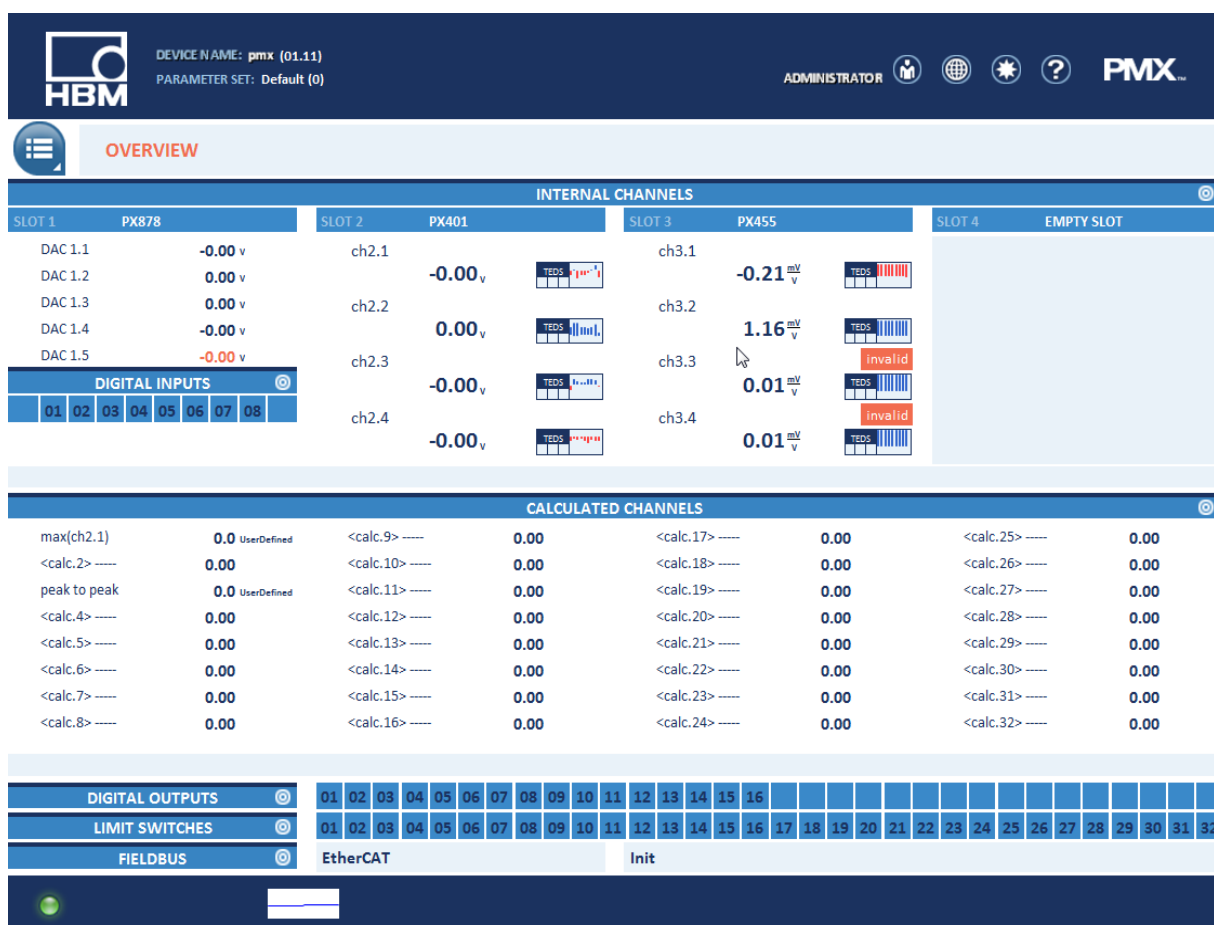 HBM
DEVICE NAME: pmx (01.11)
PARAMETER SET: Default (0)
ADMINISTRATOR
?
PMX™
OVERVIEW
INTERNAL CHANNELS
SLOT 1 PX878
DAC 1.1 -0.00 V
DAC 1.2 0.00 V
DAC 1.3 0.00 V
DAC 1.4 -0.00 V
DAC 1.5 -0.00 V
DIGITAL INPUTS
01 02 03 04 05 06 07 08
SLOT 2 PX401
ch2.1
-0.00 V TEDS
ch2.2
0.00 V TEDS
ch2.3
-0.00 V TEDS
ch2.4
-0.00 V TEDS
SLOT 3 PX455
ch3.1
-0.21 mV/V TEDS
ch3.2
1.16 mV/V TEDS
ch3.3 invalid
0.01 mV/V TEDS
ch3.4 invalid
0.01 mV/V TEDS
SLOT 4 EMPTY SLOT
CALCULATED CHANNELS
max(ch2.1) 0.0 UserDefined <calc.9> ----- 0.00 <calc.17> ----- 0.00 <calc.25> ----- 0.00
<calc.2> ----- 0.00 <calc.10> ----- 0.00 <calc.18> ----- 0.00 <calc.26> ----- 0.00
peak to peak 0.0 UserDefined <calc.11> ----- 0.00 <calc.19> ----- 0.00 <calc.27> ----- 0.00
<calc.4> ----- 0.00 <calc.12> ----- 0.00 <calc.20> ----- 0.00 <calc.28> ----- 0.00
<calc.5> ----- 0.00 <calc.13> ----- 0.00 <calc.21> ----- 0.00 <calc.29> ----- 0.00
<calc.6> ----- 0.00 <calc.14> ----- 0.00 <calc.22> ----- 0.00 <calc.30> ----- 0.00
<calc.7> ----- 0.00 <calc.15> ----- 0.00 <calc.23> ----- 0.00 <calc.31> ----- 0.00
<calc.8> ----- 0.00 <calc.16> ----- 0.00 <calc.24> ----- 0.00 <calc.32> ----- 0.00
DIGITAL OUTPUTS 01 02 03 04 05 06 07 08 09 10 11 12 13 14 15 16
LIMIT SWITCHES 01 02 03 04 05 06 07 08 09 10 11 12 13 14 15 16 17 18 19 20 21 22 23 24 25 26 27 28 29 30 31 32
FIELDBUS EtherCAT Init